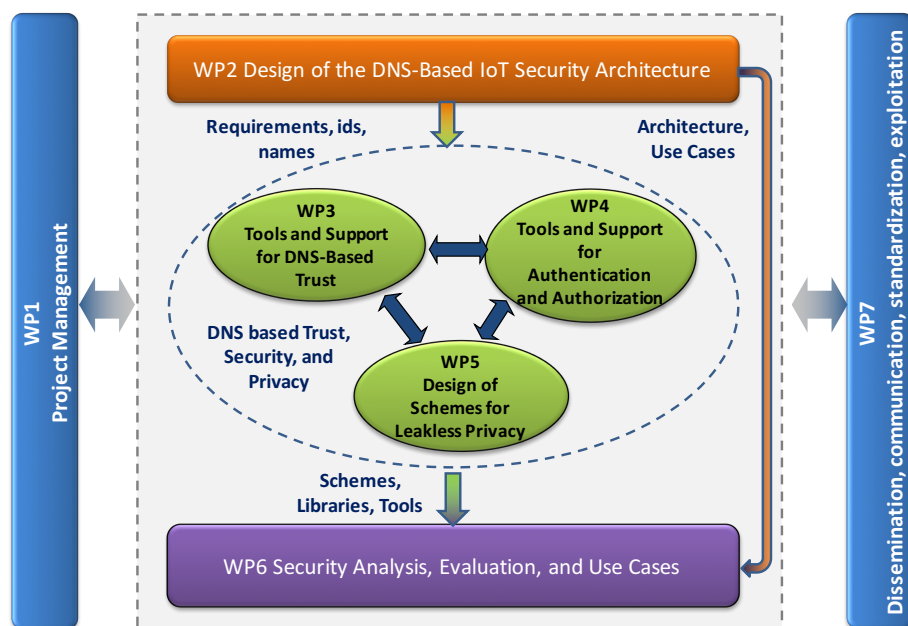 WP1
Project Management
WP2 Design of the DNS-Based IoT Security Architecture
Requirements, ids,
names
Architecture,
Use Cases
WP3
Tools and Support
for DNS-Based
Trust
WP4
Tools and Support
for
Authentication
and Authorization
DNS based Trust,
Security, and
Privacy
WP5
Design of
Schemes for
Leakless Privacy
Schemes,
Libraries, Tools
WP6 Security Analysis, Evaluation, and Use Cases
WP7
Dissemination, communication, standardization, exploitation